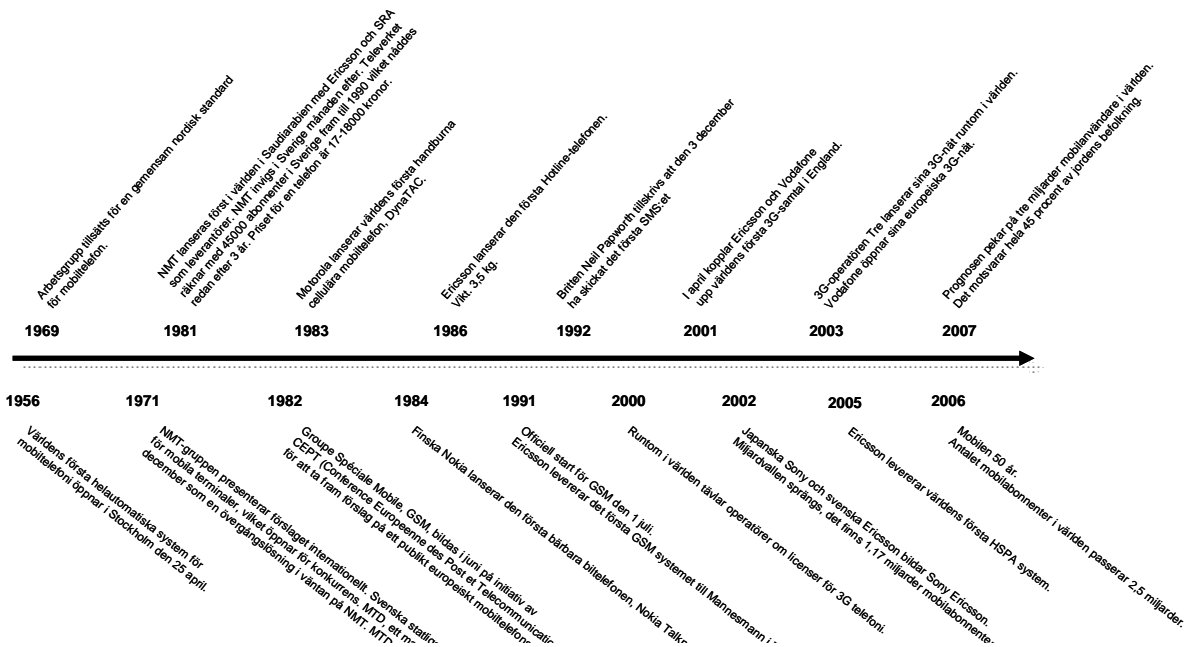 Arbetsgrupp tillsätts för en gemensam nordisk standard
för mobiltelefon.
1969
NMT lanseras först i världen i Saudiarabien med Ericsson och SRA
som leverantörer. NMT invigs i Sverige månaden efter. Televerket
räknar med 45000 abonnenter i Sverige fram till 1990 vilket nåddes
redan efter 3 år. Priset för en telefon är 17-18000 kronor.
1981
Motorola lanserar världens första handburna
cellulära mobiltelefon, DynaTAC.
1983
Ericsson lanserar den första Hotline-telefonen.
Vikt. 3,5 kg.
1986
Britten Neil Papworth tillskrivs att den 3 december
ha skickat det första SMS:et
1992
I april kopplar Ericsson och Vodafone
upp världens första 3G-samtal i England.
2001
3G-operatören Tre lanserar sina 3G-nät runtom i världen.
Vodafone öppnar sina europeiska 3G-nät.
2003
Prognosen pekar på tre miljarder mobilanvändare i världen.
Det motsvarar hela 45 procent av jordens befolkning.
2007
1956
Världens första helautomatiska system för
mobiltelefoni öppnar i Stockholm den 25 april.
1971
NMT-gruppen presenterar förslaget internationellt. Svenska
för mobila terminaler, vilket öppnar för konkurrens. MTD, ett
december som en övergångslösning i väntan på NMT. MTD
1982
Groupe Spéciale Mobile, GSM, bildas i juni på initiativ av
CEPT (Conference Europeenne des Post et
för att ta fram förslag på ett publikt europeiskt
1984
Finska Nokia lanserar den första bärbara biltelefonen, Nokia
1991
Officiell start för GSM den 1 juli.
Ericsson levererar det första GSM systemet till Mannesmann i
2000
Runtom i världen tävlar operatörer om licenser för 3G telefoni.
2002
Japanska Sony och svenska Ericsson bildar Sony Ericsson.
Miljardvallen sprängs, det finns 1,17 miljarder
2005
Ericsson levererar världens första HSPA system.
2006
Mobilen 50 år.
Antalet mobilabonnenter i världen passerar 2,5 miljarder.